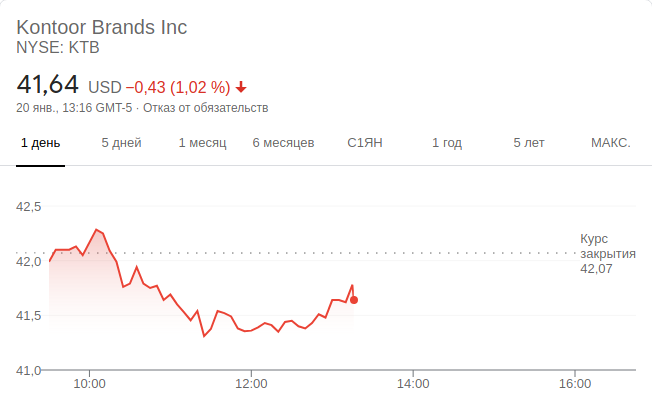 Kontoor Brands Inc
NYSE: KTB
41,64 USD −0,43 (1,02 %)
20 янв., 13:16 GMT-5 · Отказ от обязательств
1 день 5 дней 1 месяц 6 месяцев С1ЯН 1 год 5 лет МАКС.
42,5
42,0
41,5
41,0
Курс
закрытия
42,07
10:00 12:00 14:00 16:00